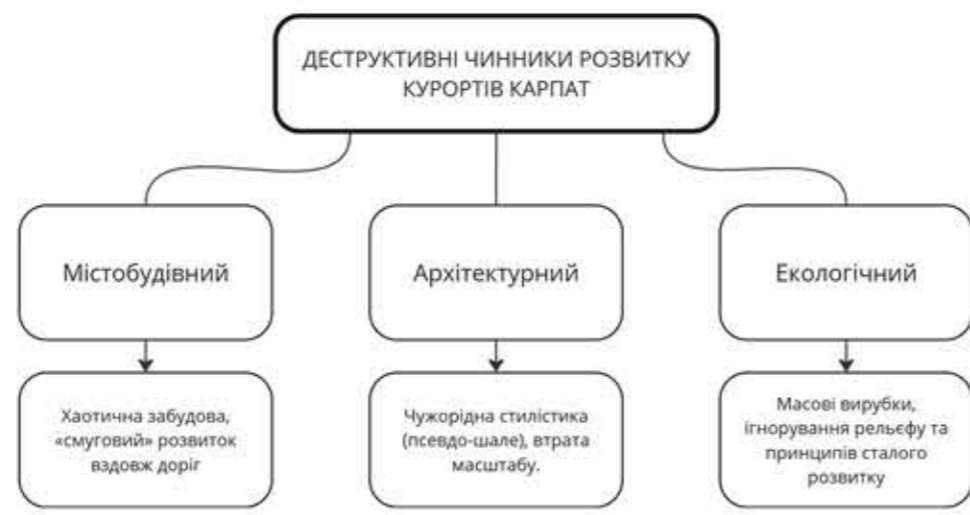 ДЕСТРУКТИВНІ ЧИННИКИ РОЗВИТКУ
КУРОРТІВ КАРПАТ
Містобудівний
Архітектурний
Екологічний
Хаотична забудова,
«смуговий» розвиток
вздовж доріг
Чужорідна стилістика
(псевдо-шале), втрата
масштабу.
Масові вирубки,
ігнорування рельєфу та
принципів сталого
розвитку